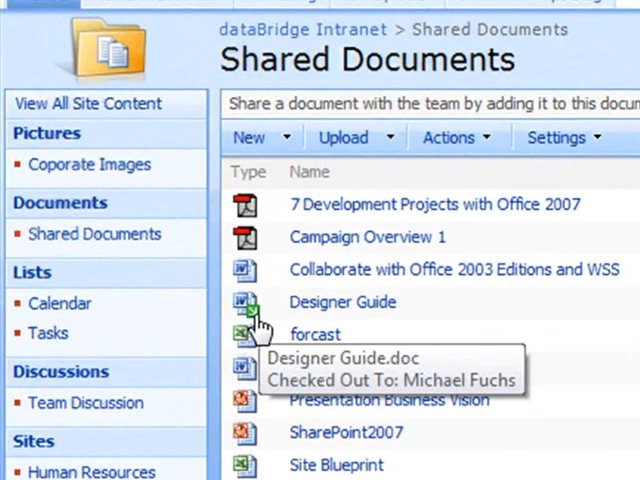 dataBridge Intranet > Shared Documents
Shared Documents
View All Site Content
Pictures
Coporate Images
Documents
Shared Documents
Lists
Calendar
Tasks
Discussions
Team Discussion
Sites
Human Resources
Share a document with the team by adding it to this docum
New Upload Actions Settings
Type Name
7 Development Projects with Office 2007
Campaign Overview 1
Collaborate with Office 2003 Editions and WSS
Designer Guide
forcast
Designer Guide.doc
Checked Out To: Michael Fuchs
Presentation Business Vision
SharePoint2007
Site Blueprint